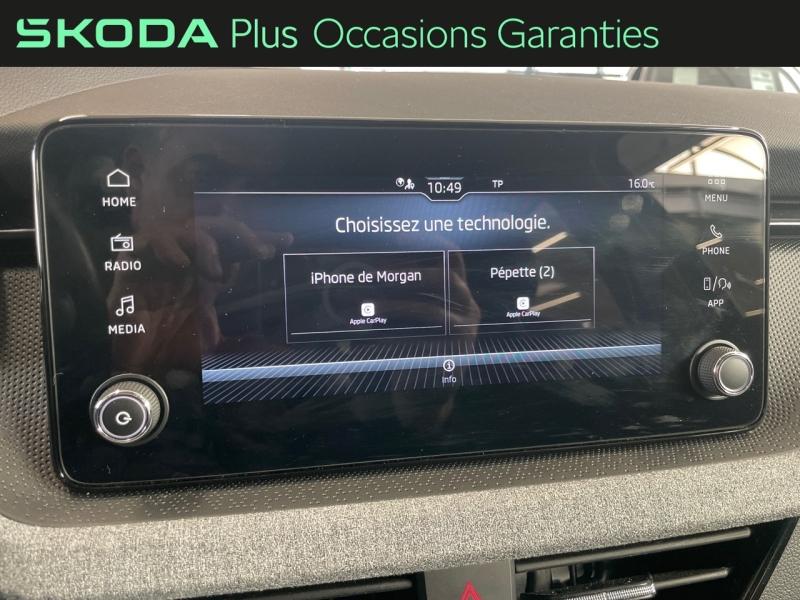 SKODA Plus Occasions Garanties
10:49 TP 16.0°C
HOME
MENU
Choisissez une technologie.
RADIO
PHONE
iPhone de Morgan
Pépette (2)
MEDIA
APP
Apple CarPlay
Apple CarPlay
Info